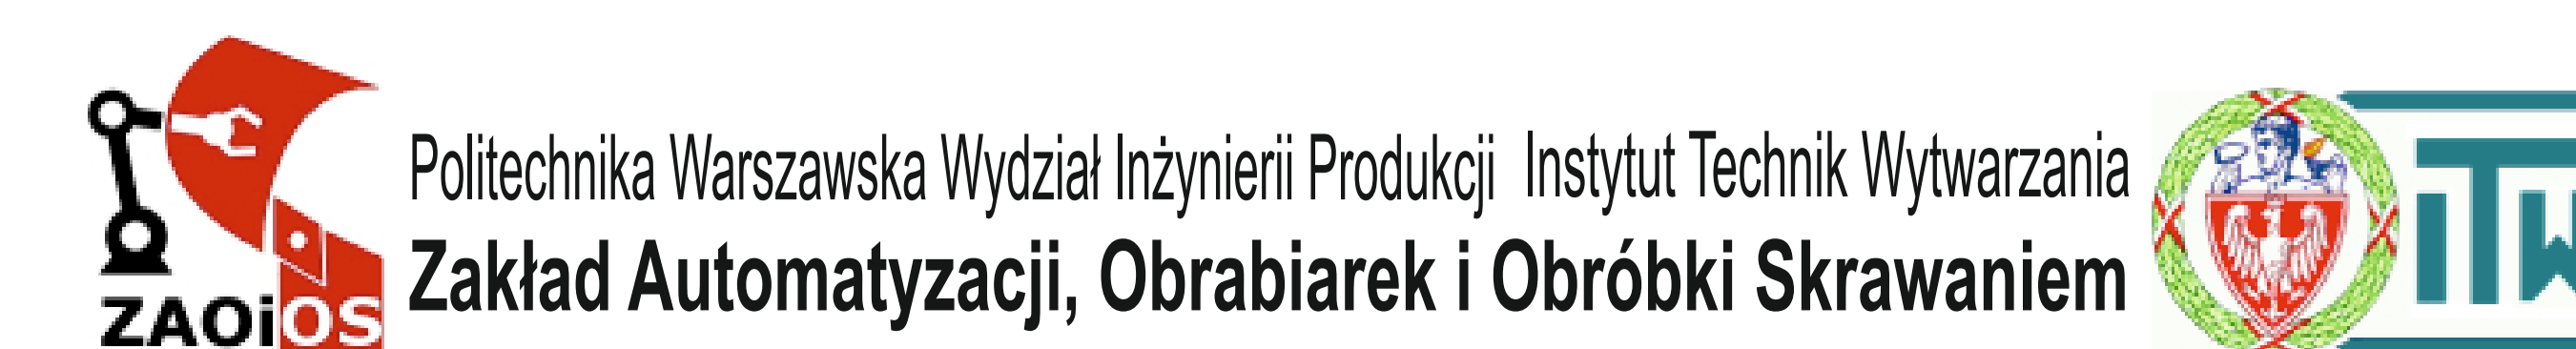 Politechnika Warszawska Wydział Inżynierii Produkcji Instytut Technik Wytwarzania
Zakład Automatyzacji, Obrabiarek i Obróbki Skrawaniem
ZAOiOS
iTW